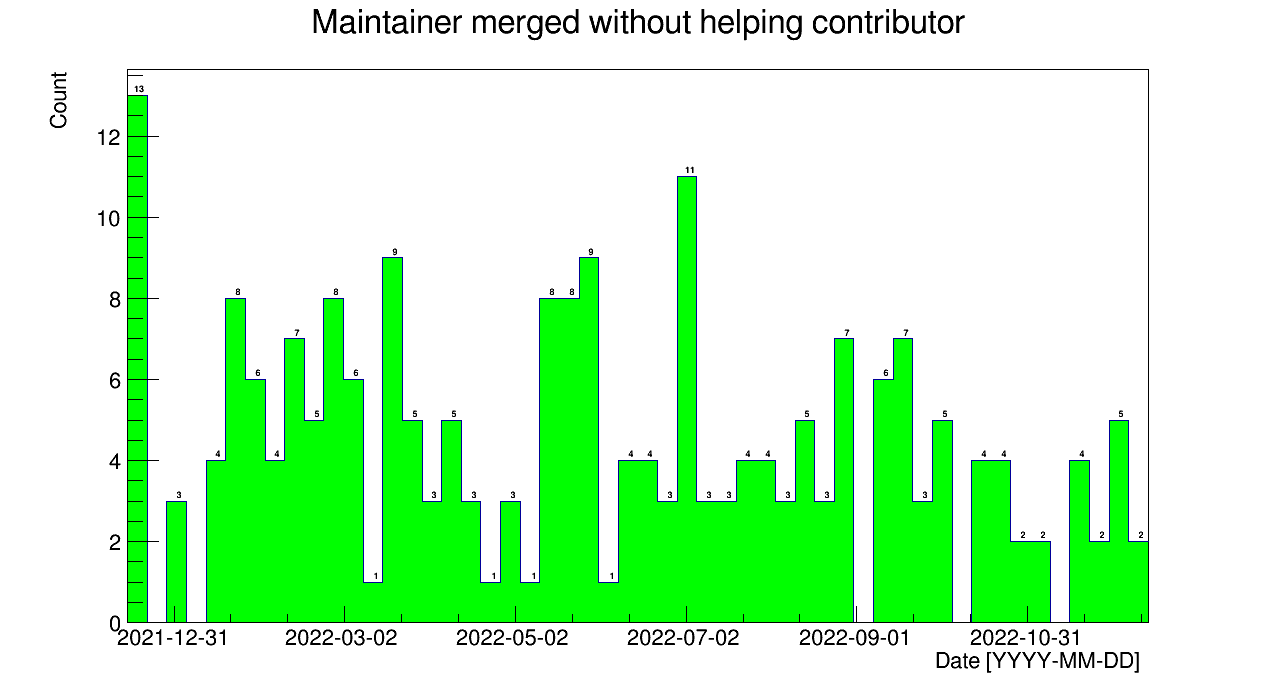 Maintainer merged without helping contributor
Count
13
12
11
10
9 9
8 8 8 8 8
7 7 7
6 6 6 6
5 5 5 5 5 5 5
4 4 4 4 4 4 4 4 4 4
3 3 3 3 3 3 3 3 3 3
2 2 2 2 2
1 1 1 1 1
0
2021-12-31 2022-03-02 2022-05-02 2022-07-02 2022-09-01 2022-10-31
Date [YYYY-MM-DD]